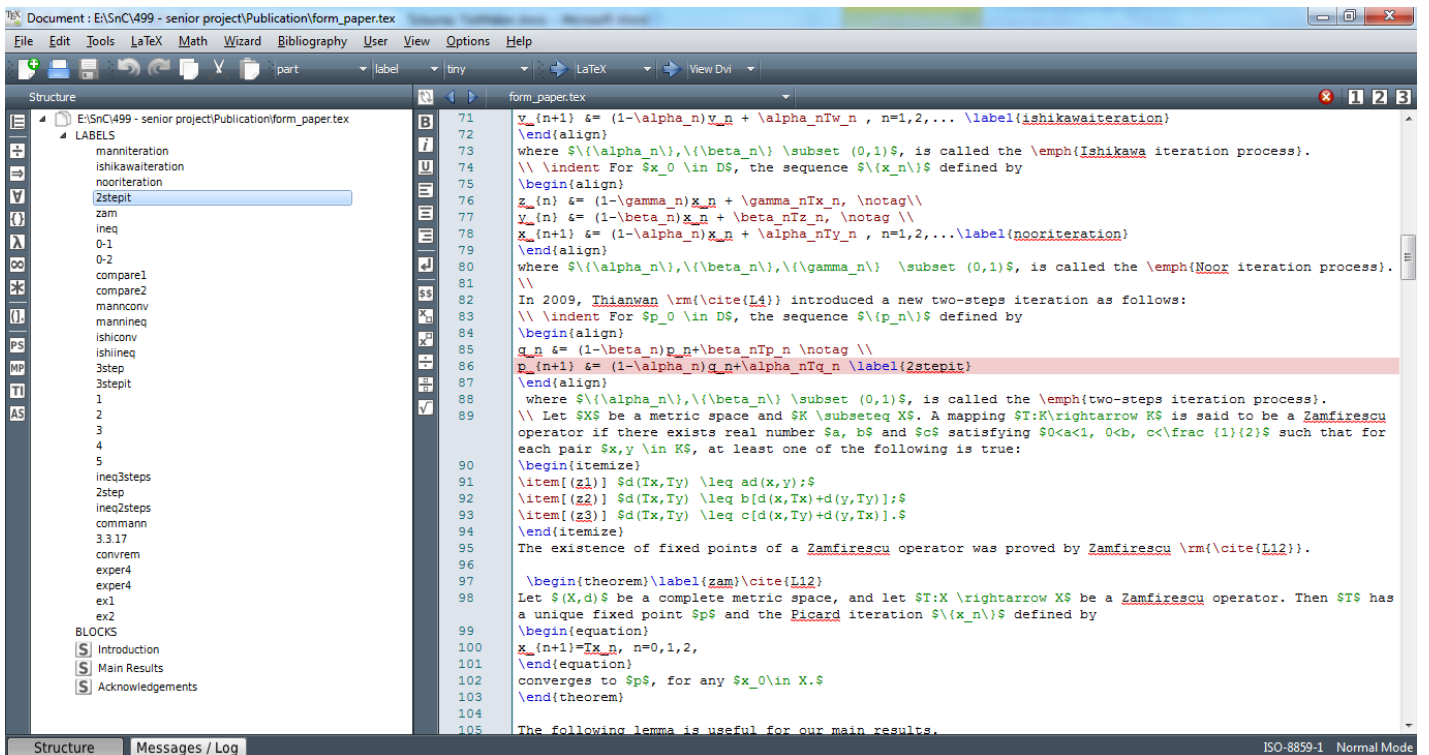 Document : E:\SnC\499 - senior project\Publication\form_paper.tex
File Edit Tools LaTeX Math Wizard Bibliography User View Options Help
part label tiny LaTeX View Dvi
Structure form_paper.tex 1 2 3
E:\SnC\499 - senior project\Publication\form_paper.tex
LABELS
manniteration
ishikawaiteration
nooriteration
2stepit
zam
ineq
0-1
0-2
compare1
compare2
mannconv
mannineq
ishiconv
ishiineq
3step
3stepit
1
2
3
4
5
ineq3steps
2step
ineq2steps
commann
3.3.17
convrem
exper4
exper4
ex1
ex2
BLOCKS
S Introduction
S Main Results
S Acknowledgements
PS
MP
TI
AS
B
i
U
$$
71 y_{n+1} &= (1-\alpha_n)y_n + \alpha_nTw_n , n=1,2,... \label{ishikawaiteration}
72 \end{align}
73 where $\{\alpha_n\},\{\beta_n\} \subset (0,1)$, is called the \emph{Ishikawa iteration process}.
74 \\ \indent For $x_0 \in D$, the sequence $\{x_n\}$ defined by
75 \begin{align}
76 z_{n} &= (1-\gamma_n)x_n + \gamma_nTx_n, \notag\\
77 y_{n} &= (1-\beta_n)x_n + \beta_nTz_n, \notag \\
78 x_{n+1} &= (1-\alpha_n)x_n + \alpha_nTy_n , n=1,2,...\label{nooriteration}
79 \end{align}
80 where $\{\alpha_n\},\{\beta_n\},\{\gamma_n\} \subset (0,1)$, is called the \emph{Noor iteration process}.
81 \\
82 In 2009, Thianwan \rm{\cite{L4}} introduced a new two-steps iteration as follows:
83 \\ \indent For $p_0 \in D$, the sequence $\{p_n\}$ defined by
84 \begin{align}
85 q_n &= (1-\beta_n)p_n+\beta_nTp_n \notag \\
86 p_{n+1} &= (1-\alpha_n)q_n+\alpha_nTq_n \label{2stepit}
87 \end{align}
88 where $\{\alpha_n\},\{\beta_n\} \subset (0,1)$, is called the \emph{two-steps iteration process}.
89 \\ Let $X$ be a metric space and $K \subseteq X$. A mapping $T:K\rightarrow K$ is said to be a Zamfirescu
operator if there exists real number $a, b$ and $c$ satisfying $0<a<1, 0<b, c<\frac {1}{2}$ such that for
each pair $x,y \in K$, at least one of the following is true:
90 \begin{itemize}
91 \item[(z1)] $d(Tx,Ty) \leq ad(x,y);$
92 \item[(z2)] $d(Tx,Ty) \leq b[d(x,Tx)+d(y,Ty)];$
93 \item[(z3)] $d(Tx,Ty) \leq c[d(x,Ty)+d(y,Tx)].$
94 \end{itemize}
95 The existence of fixed points of a Zamfirescu operator was proved by Zamfirescu \rm{\cite{L12}}.
96
97 \begin{theorem}\label{zam}\cite{L12}
98 Let $(X,d)$ be a complete metric space, and let $T:X \rightarrow X$ be a Zamfirescu operator. Then $T$ has
a unique fixed point $p$ and the Picard iteration $\{x_n\}$ defined by
99 \begin{equation}
100 x_{n+1}=Tx_n, n=0,1,2,
101 \end{equation}
102 converges to $p$, for any $x_0\in X.$
103 \end{theorem}
104
105 The following lemma is useful for our main results.
Structure Messages / Log ISO-8859-1 Normal Mode